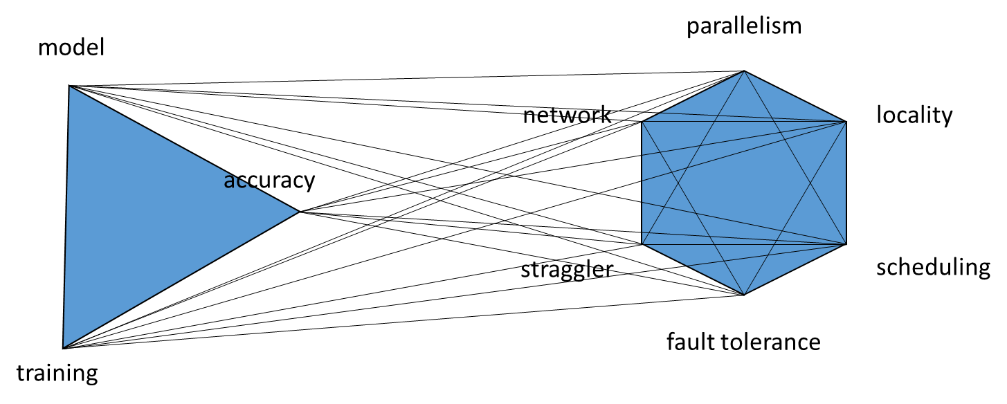 parallelism
model
network
locality
accuracy
straggler
scheduling
fault tolerance
training